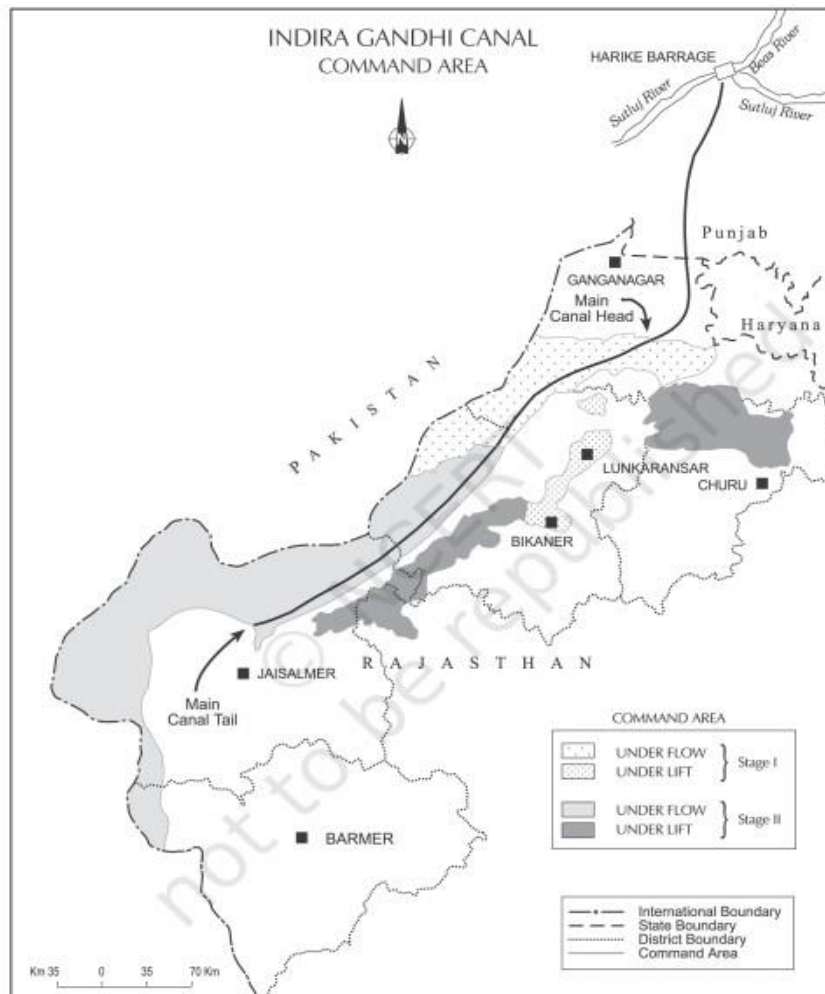 INDIRA GANDHI CANAL
COMMAND AREA
HARIKE BARRAGE
Beas River
Sutluj River
Sutluj River
N
Punjab
GANGANAGAR
Main
Canal Head
Haryana
PAKISTAN
LUNKARANSAR
CHURU
BIKANER
RAJASTHAN
JAISALMER
Main
Canal Tail
BARMER
COMMAND AREA
UNDER FLOW
UNDER LIFT
Stage I
UNDER FLOW
UNDER LIFT
Stage II
International Boundary
State Boundary
District Boundary
Command Area
Km 35 0 35 70 Km
© NCERT
not to be republished